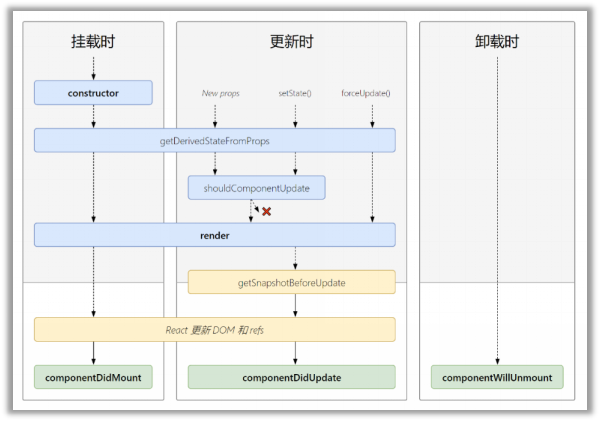 挂载时
更新时
卸载时
constructor
New props
setState()
forceUpdate()
getDerivedStateFromProps
shouldComponentUpdate
render
getSnapshotBeforeUpdate
React 更新 DOM 和 refs
componentDidMount
componentDidUpdate
componentWillUnmount